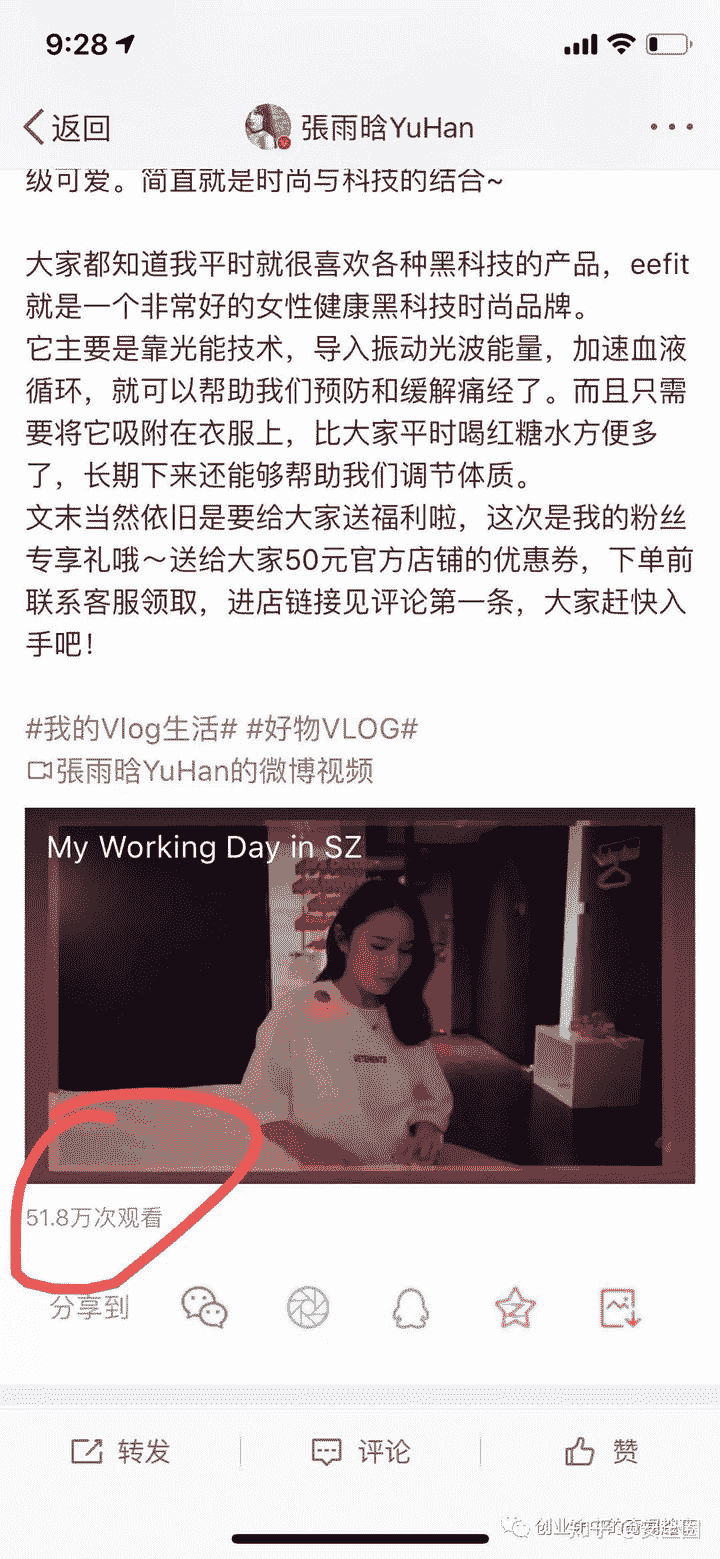 9:28
返回
張雨晗YuHan
级可爱。简直就是时尚与科技的结合~
大家都知道我平时就很喜欢各种黑科技的产品，eefit
就是一个非常好的女性健康黑科技时尚品牌。
它主要是靠光能技术，导入振动光波能量，加速血液
循环，就可以帮助我们预防和缓解痛经了。而且只需
要将它吸附在衣服上，比大家平时喝红糖水方便多
了，长期下来还能够帮助我们调节体质。
文末当然依旧是要给大家送福利啦，这次是我的粉丝
专享礼哦～送给大家50元官方店铺的优惠券，下单前
联系客服领取，进店链接见评论第一条，大家赶快入
手吧！
#我的Vlog生活# #好物VLOG#
張雨晗YuHan的微博视频
My Working Day in SZ
VETEMENTS
51.8万次观看
分享到
转发
评论
赞